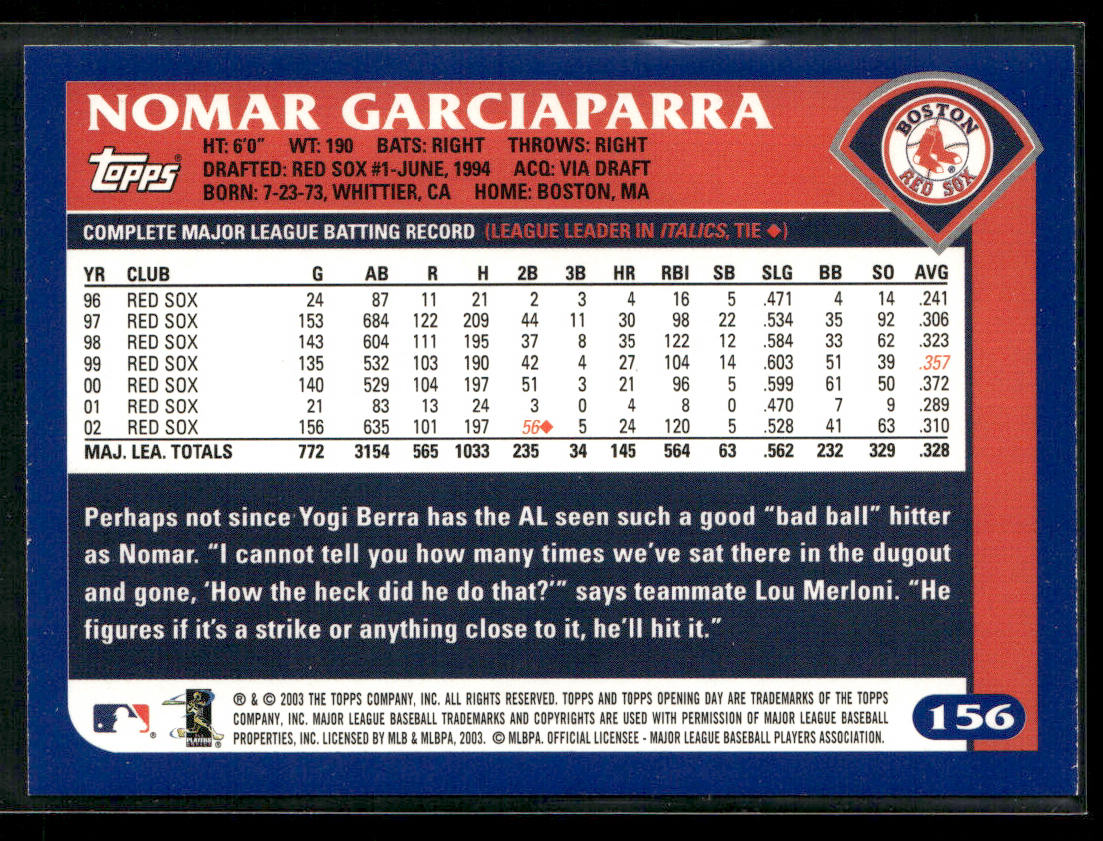 NOMAR GARCIAPARRA
BOSTON
RED SOX
®
Topps®
HT: 6'0" WT: 190 BATS: RIGHT THROWS: RIGHT
DRAFTED: RED SOX #1-JUNE, 1994 ACQ: VIA DRAFT
BORN: 7-23-73, WHITTIER, CA HOME: BOSTON, MA
COMPLETE MAJOR LEAGUE BATTING RECORD (LEAGUE LEADER IN ITALICS, TIE ◆)
YR CLUB G AB R H 2B 3B HR RBI SB SLG BB SO AVG
96 RED SOX 24 87 11 21 2 3 4 16 5 .471 4 14 .241
97 RED SOX 153 684 122 209 44 11 30 98 22 .534 35 92 .306
98 RED SOX 143 604 111 195 37 8 35 122 12 .584 33 62 .323
99 RED SOX 135 532 103 190 42 4 27 104 14 .603 51 39 .357
00 RED SOX 140 529 104 197 51 3 21 96 5 .599 61 50 .372
01 RED SOX 21 83 13 24 3 0 4 8 0 .470 7 9 .289
02 RED SOX 156 635 101 197 56◆ 5 24 120 5 .528 41 63 .310
MAJ. LEA. TOTALS 772 3154 565 1033 235 34 145 564 63 .562 232 329 .328
Perhaps not since Yogi Berra has the AL seen such a good “bad ball” hitter
as Nomar. “I cannot tell you how many times we’ve sat there in the dugout
and gone, ‘How the heck did he do that?’” says teammate Lou Merloni. “He
figures if it’s a strike or anything close to it, he’ll hit it.”
® & © 2003 THE TOPPS COMPANY, INC. ALL RIGHTS RESERVED. TOPPS AND TOPPS OPENING DAY ARE TRADEMARKS OF THE TOPPS
COMPANY, INC. MAJOR LEAGUE BASEBALL TRADEMARKS AND COPYRIGHTS ARE USED WITH PERMISSION OF MAJOR LEAGUE BASEBALL
PROPERTIES, INC. LICENSED BY MLB & MLBPA, 2003. © MLBPA. OFFICIAL LICENSEE - MAJOR LEAGUE BASEBALL PLAYERS ASSOCIATION.
156